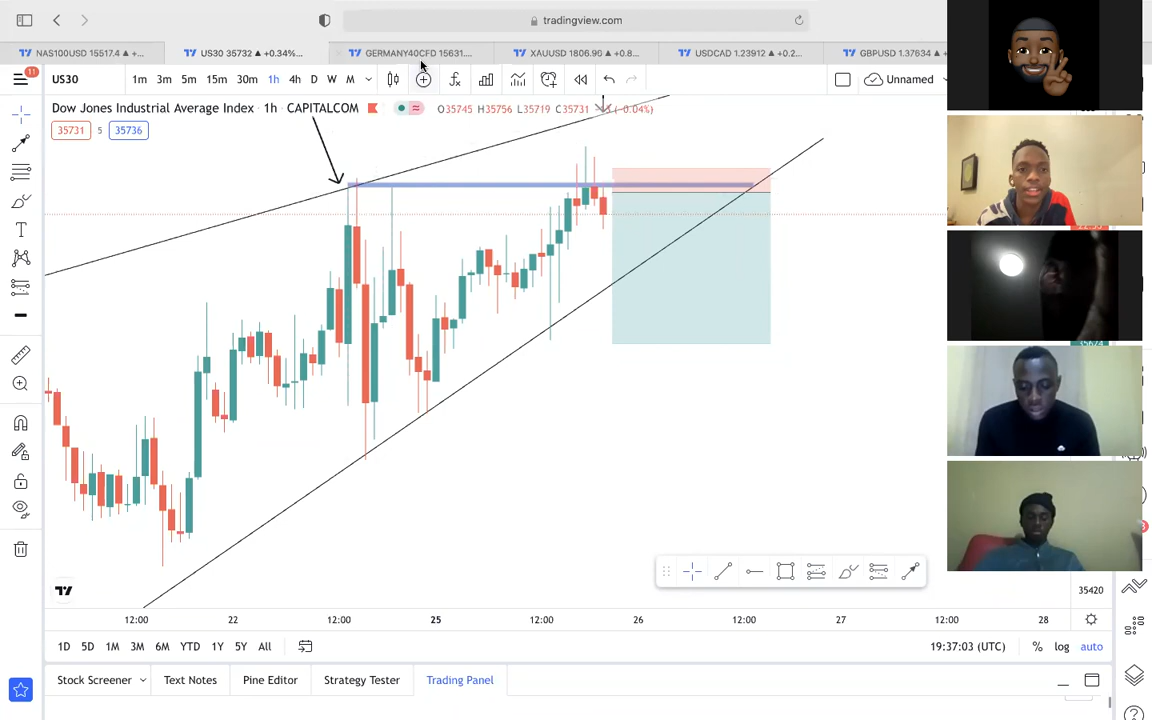 tradingview.com
NAS100USD 15517.4 ▲ +...
US30 35732 ▲ +0.34%...
GERMANY40CFD 15631....
XAUUSD 1806.90 ▲ +0.8...
USDCAD 1.23912 ▲ +0.2...
GBPUSD 1.37634 ▲
11
US30
1m 3m 5m 15m 30m 1h 4h D W M
Unnamed
Dow Jones Industrial Average Index · 1h · CAPITALCOM
O35745 H35756 L35719 C35731 (−0.04%)
35731 5 35736
35420
12:00 22 12:00 25 12:00 26 12:00 27 12:00 28
1D 5D 1M 3M 6M YTD 1Y 5Y All
19:37:03 (UTC) % log auto
Stock Screener Text Notes Pine Editor Strategy Tester Trading Panel